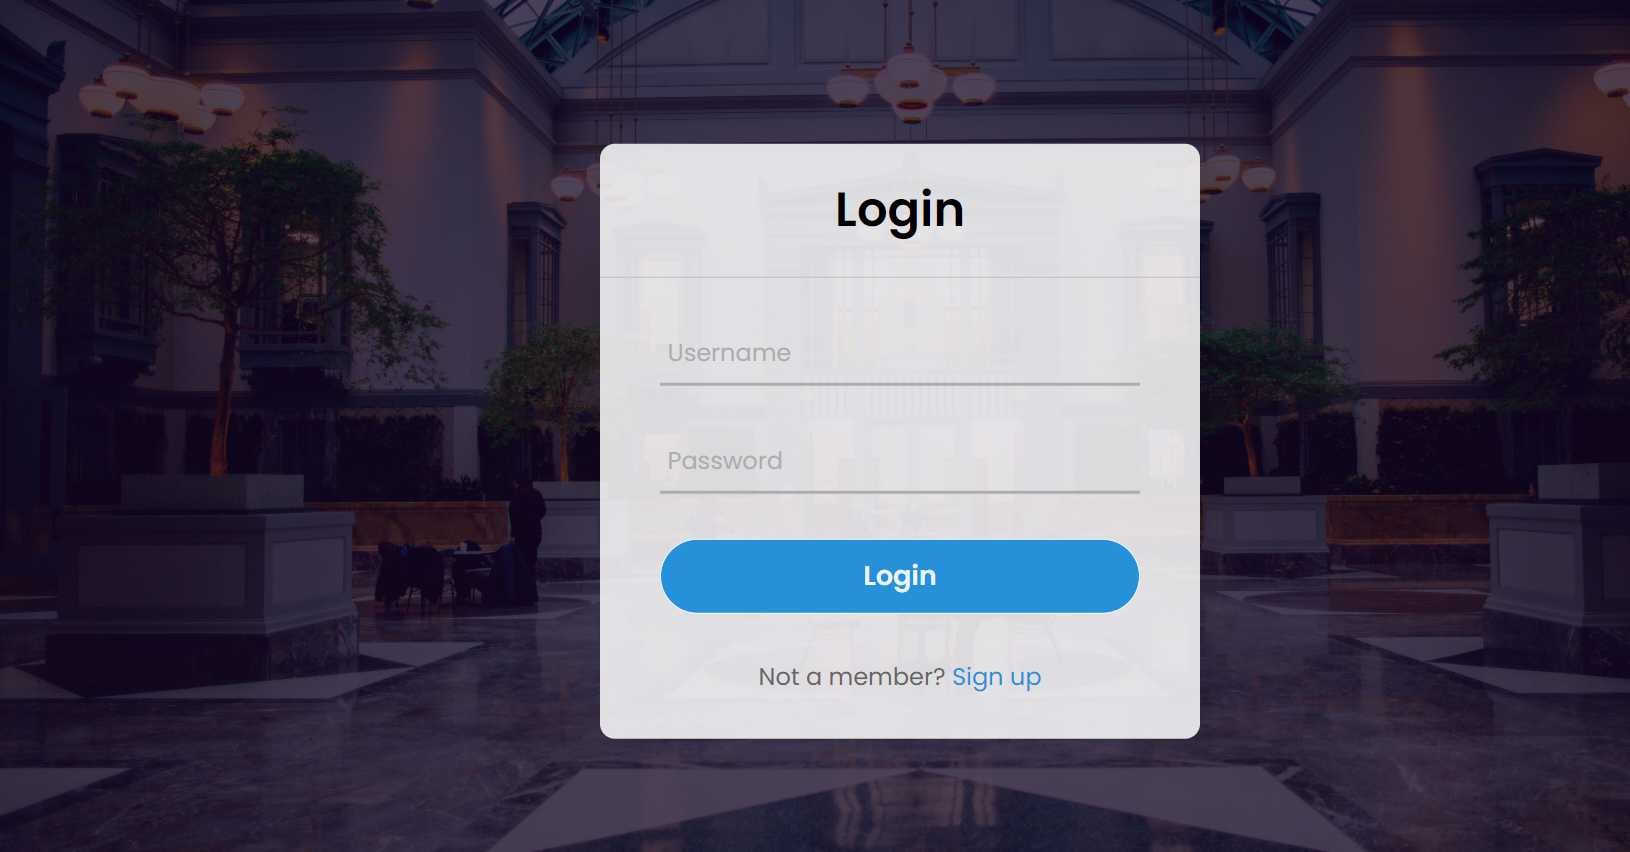 Login
Username
Password
Login
Not a member? Sign up